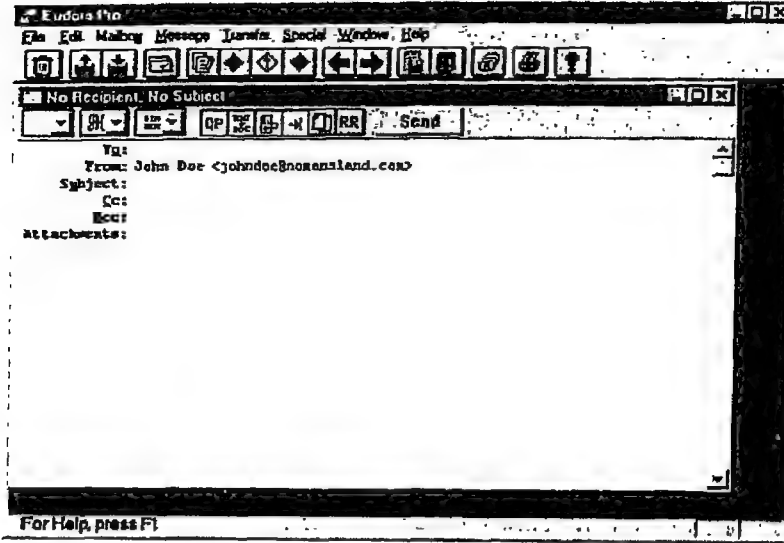 Eudora Pro
File Edit Mailbox Message Transfer Special Window Help
No Recipient, No Subject
QP RR Send
To:
From: John Doe <johndoe@nomansland.com>
Subject:
Cc:
Bcc:
Attachments:
For Help, press F1